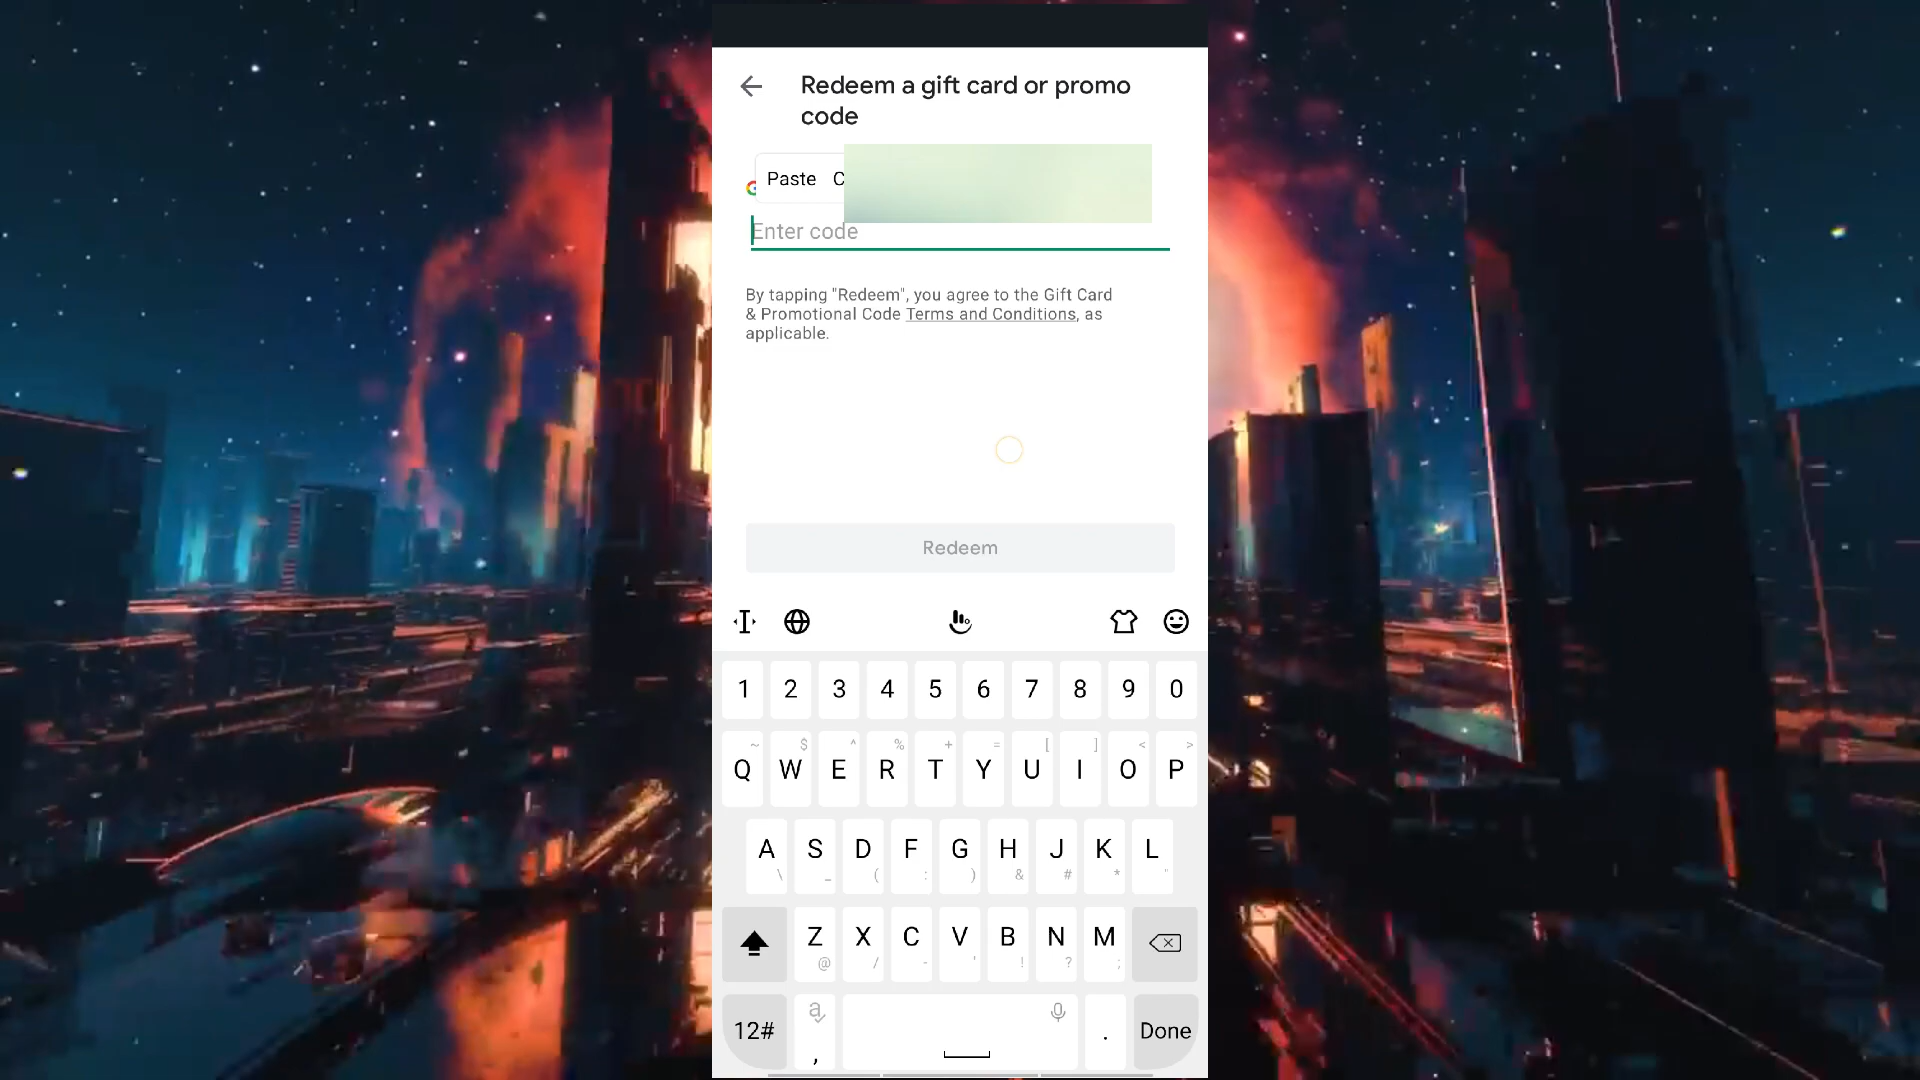 Redeem a gift card or promo
code
Paste C
Enter code
By tapping "Redeem", you agree to the Gift Card
& Promotional Code Terms and Conditions, as
applicable.
Redeem
1 2 3 4 5 6 7 8 9 0
~ $ ^ % + = [ ] < >
Q W E R T Y U I O P
A S D F G H J K L
\ _ ( : ) & # * "
Z X C V B N M
@ / - ' ! ? ;
12# a , . Done